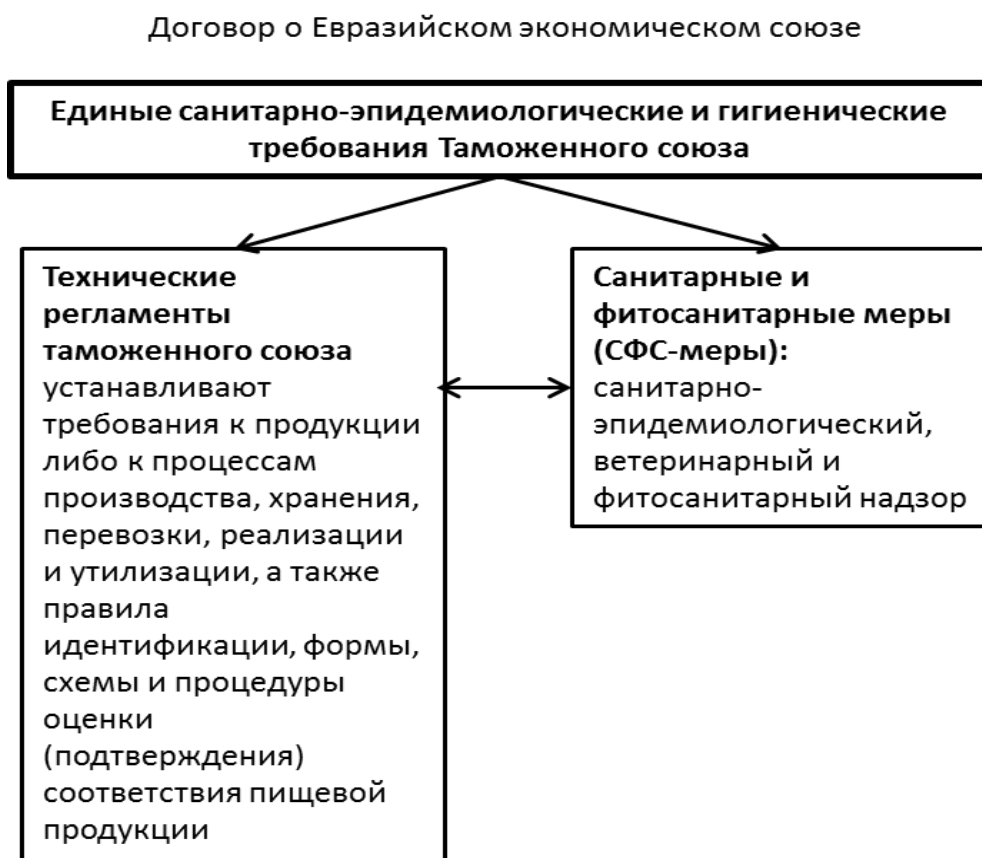 Договор о Евразийском экономическом союзе
Единые санитарно-эпидемиологические и гигиенические
требования Таможенного союза
Технические
регламенты
таможенного союза
устанавливают
требования к продукции
либо к процессам
производства, хранения,
перевозки, реализации
и утилизации, а также
правила
идентификации, формы,
схемы и процедуры
оценки
(подтверждения)
соответствия пищевой
продукции
Санитарные и
фитосанитарные меры
(СФС-меры):
санитарно-
эпидемиологический,
ветеринарный и
фитосанитарный надзор